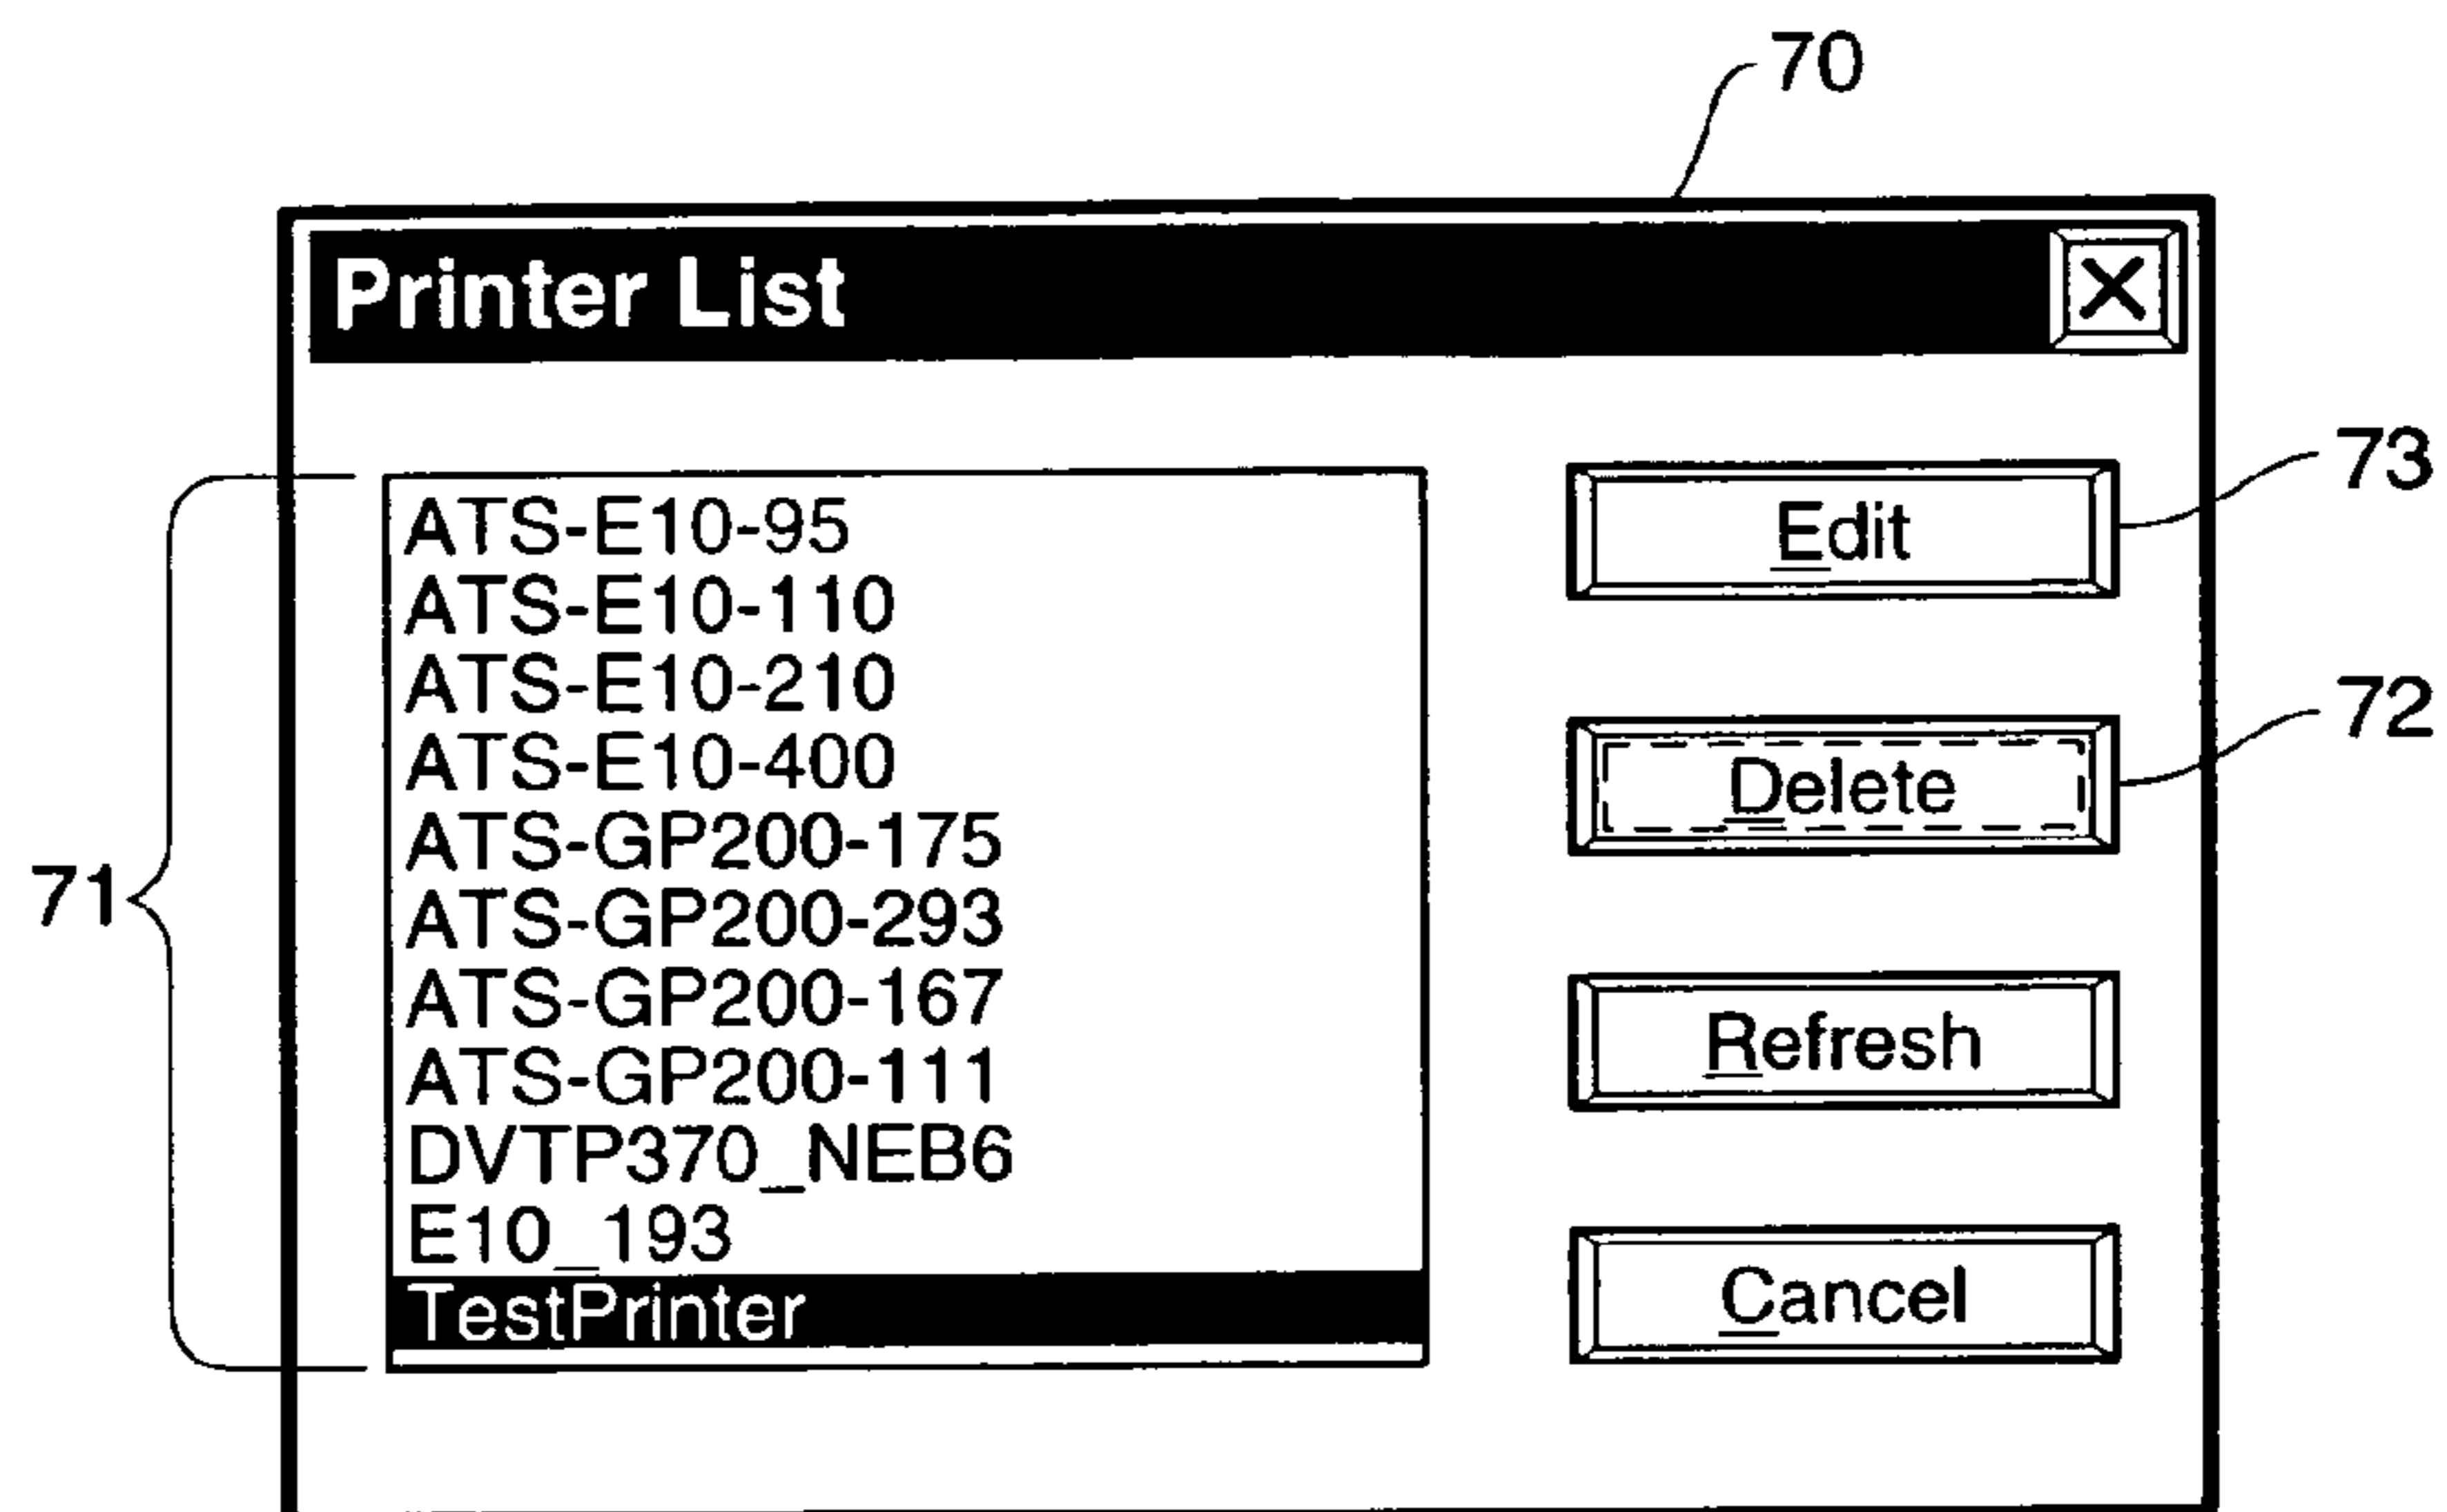 70
Printer List
X
73
Edit
72
Delete
Refresh
Cancel
71
ATS-E10-95
ATS-E10-110
ATS-E10-210
ATS-E10-400
ATS-GP200-175
ATS-GP200-293
ATS-GP200-167
ATS-GP200-111
DVTP370_NEB6
E10_193
TestPrinter